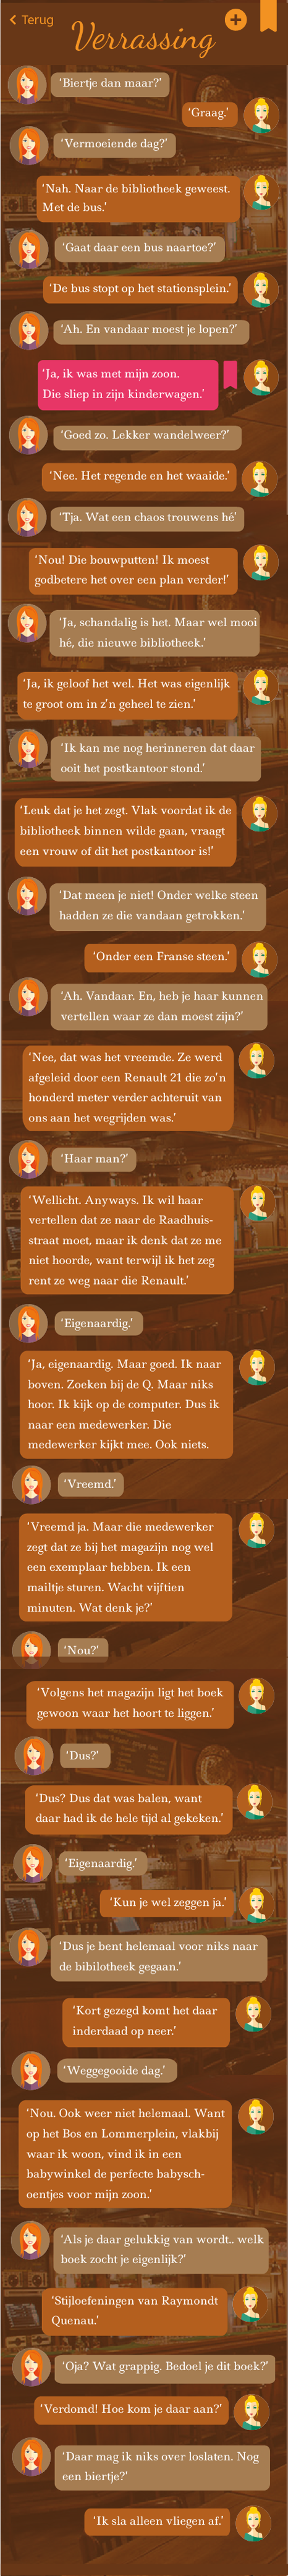 Terug
Verrassing
'Biertje dan maar?'
'Graag.'
'Vermoeiende dag?'
'Nah. Naar de bibliotheek geweest.
Met de bus.'
'Gaat daar een bus naartoe?'
'De bus stopt op het stationsplein.'
'Ah. En vandaar moest je lopen?'
'Ja, ik was met mijn zoon.
Die sliep in zijn kinderwagen.'
'Goed zo. Lekker wandelweer?'
'Nee. Het regende en het waaide.'
'Tja. Wat een chaos trouwens hé'
'Nou! Die bouwputten! Ik moest
godbetere het over een plan verder!'
'Ja, schandalig is het. Maar wel mooi
hé, die nieuwe bibliotheek.'
'Ja, ik geloof het wel. Het was eigenlijk
te groot om in z'n geheel te zien.'
'Ik kan me nog herinneren dat daar
ooit het postkantoor stond.'
'Leuk dat je het zegt. Vlak voordat ik de
bibliotheek binnen wilde gaan, vraagt
een vrouw of dit het postkantoor is!'
'Dat meen je niet! Onder welke steen
hadden ze die vandaan getrokken.'
'Onder een Franse steen.'
'Ah. Vandaar. En, heb je haar kunnen
vertellen waar ze dan moest zijn?'
'Nee, dat was het vreemde. Ze werd
afgeleid door een Renault 21 die zo'n
honderd meter verder achteruit van
ons aan het wegrijden was.'
'Haar man?'
'Wellicht. Anyways. Ik wil haar
vertellen dat ze naar de Raadhuis-
straat moet, maar ik denk dat ze me
niet hoorde, want terwijl ik het zeg
rent ze weg naar die Renault.'
'Eigenaardig.'
'Ja, eigenaardig. Maar goed. Ik naar
boven. Zoeken bij de Q. Maar niks
hoor. Ik kijk op de computer. Dus ik
naar een medewerker. Die
medewerker kijkt mee. Ook niets.
'Vreemd.'
'Vreemd ja. Maar die medewerker
zegt dat ze bij het magazijn nog wel
een exemplaar hebben. Ik een
mailtje sturen. Wacht vijftien
minuten. Wat denk je?'
'Nou?'
'Volgens het magazijn ligt het boek
gewoon waar het hoort te liggen.'
'Dus?'
'Dus? Dus dat was balen, want
daar had ik de hele tijd al gekeken.'
'Eigenaardig.'
'Kun je wel zeggen ja.'
'Dus je bent helemaal voor niks naar
de bibilotheek gegaan.'
'Kort gezegd komt het daar
inderdaad op neer.'
'Weggegooide dag.'
'Nou. Ook weer niet helemaal. Want
op het Bos en Lommerplein, vlakbij
waar ik woon, vind ik in een
babywinkel de perfecte babysch-
oentjes voor mijn zoon.'
'Als je daar gelukkig van wordt.. welk
boek zocht je eigenlijk?'
'Stijloefeningen van Raymondt
Quenau.'
'Oja? Wat grappig. Bedoel je dit boek?'
'Verdomd! Hoe kom je daar aan?'
'Daar mag ik niks over loslaten. Nog
een biertje?'
'Ik sla alleen vliegen af.'